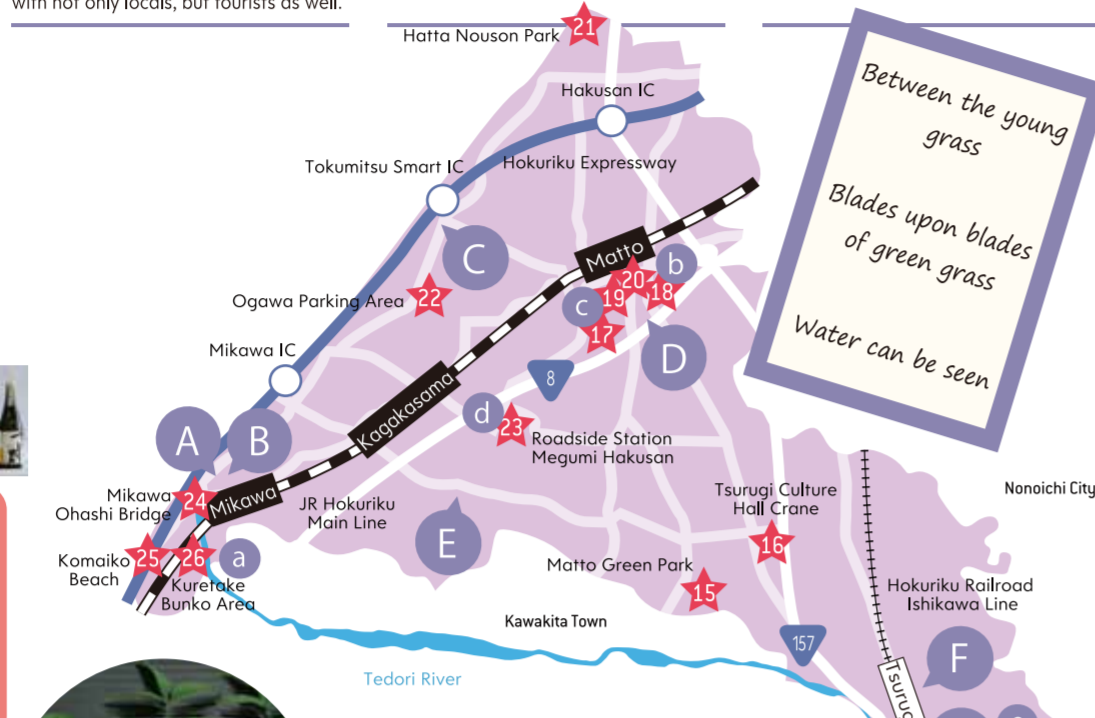 with not only locals, but tourists as well.
21
Hatta Nouson Park
Hakusan IC
Tokumitsu Smart IC
Hokuriku Expressway
Between the young
grass
Blades upon blades
of green grass
Water can be seen
Matto
C
b
20
19
18
c
17
Ogawa Parking Area
22
D
Mikawa IC
8
Kagakasama
d
23
Roadside Station
Megumi Hakusan
A
B
Mikawa
Ohashi Bridge
24
Mikawa
JR Hokuriku
Main Line
Tsurugi Culture
Hall Crane
16
Nonoichi City
E
Komaiko
Beach
25
26
a
Kuretake
Bunko Area
Matto Green Park
15
Hokuriku Railroad
Ishikawa Line
Kawakita Town
157
F
Tedori River